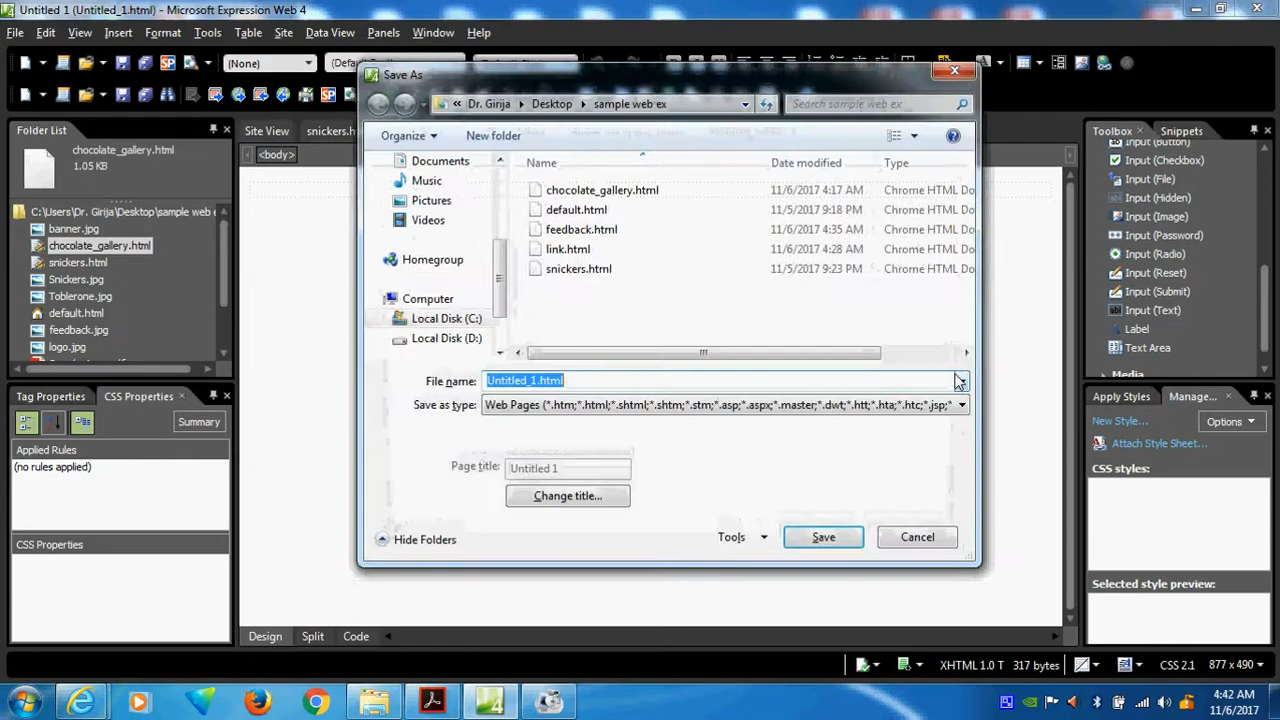 Untitled 1 (Untitled_1.html) - Microsoft Expression Web 4
File Edit View Insert Format Tools Table Site Data View Panels Window Help
(None)
Save As
Folder List
chocolate_gallery.html
1.05 KB
C:\Users\Dr. Girija\Desktop\sample web e
banner.jpg
chocolate_gallery.html
snickers.html
Snickers.jpg
Toblerone.jpg
default.html
feedback.jpg
logo.jpg
Tag Properties CSS Properties
Summary
Applied Rules
(no rules applied)
CSS Properties
Site View snickers.h
<body>
Dr. Girija Desktop sample web ex
Search sample web ex
Organize New folder
Documents
Music
Pictures
Videos
Homegroup
Computer
Local Disk (C:)
Local Disk (D:)
Name Date modified Type
chocolate_gallery.html 11/6/2017 4:17 AM Chrome HTML Do
default.html 11/5/2017 9:18 PM Chrome HTML Do
feedback.html 11/6/2017 4:35 AM Chrome HTML Do
link.html 11/6/2017 4:28 AM Chrome HTML Do
snickers.html 11/5/2017 9:23 PM Chrome HTML Do
File name: Untitled_1.html
Save as type: Web Pages (*.htm;*.html;*.shtml;*.shtm;*.stm;*.asp;*.aspx;*.master;*.dwt;*.htt;*.hta;*.htc;*.jsp;*
Page title: Untitled 1
Change title...
Hide Folders
Tools Save Cancel
Toolbox Snippets
Input (Button)
Input (Checkbox)
Input (File)
Input (Hidden)
Input (Image)
Input (Password)
Input (Radio)
Input (Reset)
Input (Submit)
Input (Text)
Label
Text Area
Media
Apply Styles Manage...
New Style... Options
Attach Style Sheet...
CSS styles:
Selected style preview:
Design Split Code
XHTML 1.0 T 317 bytes CSS 2.1 877 × 490
4:42 AM
11/6/2017